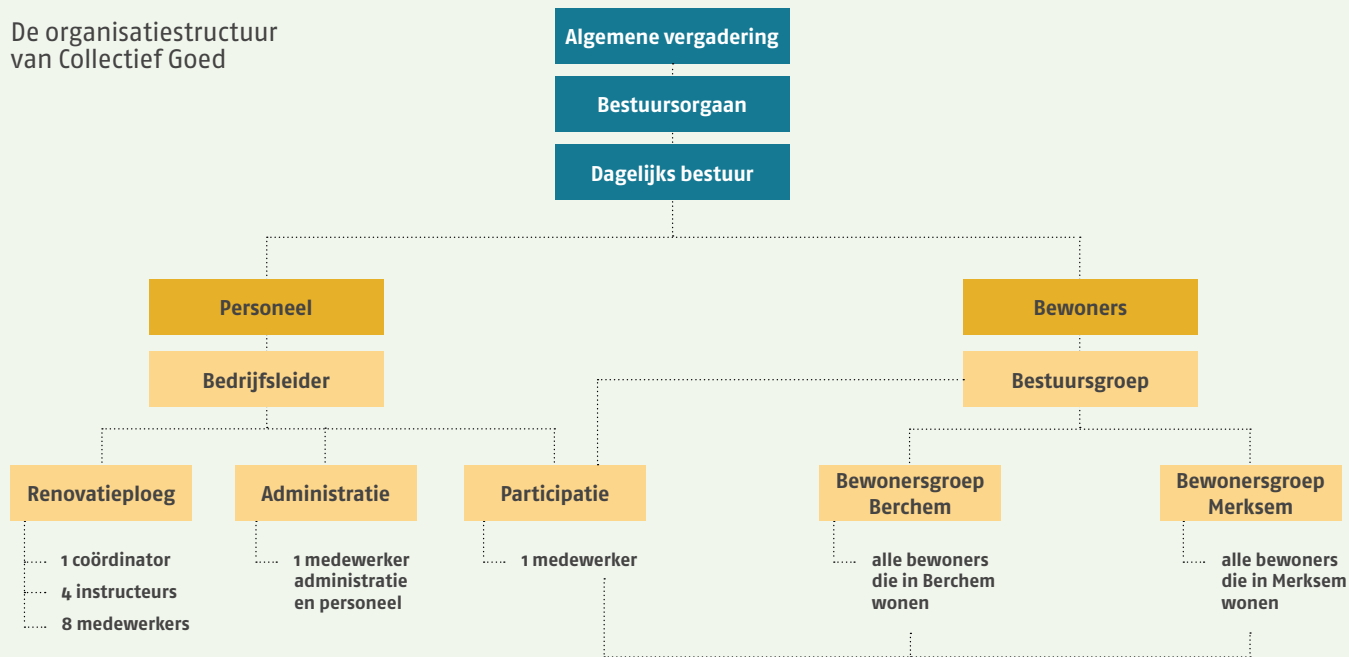 De organisatiestructuur
van Collectief Goed
Algemene vergadering
Bestuursorgaan
Dagelijks bestuur
Personeel
Bewoners
Bedrijfsleider
Bestuursgroep
Renovatieploeg
Administratie
Participatie
Bewonersgroep
Berchem
Bewonersgroep
Merksem
1 coördinator
4 instructeurs
8 medewerkers
1 medewerker
administratie
en personeel
1 medewerker
alle bewoners
die in Berchem
wonen
alle bewoners
die in Merksem
wonen